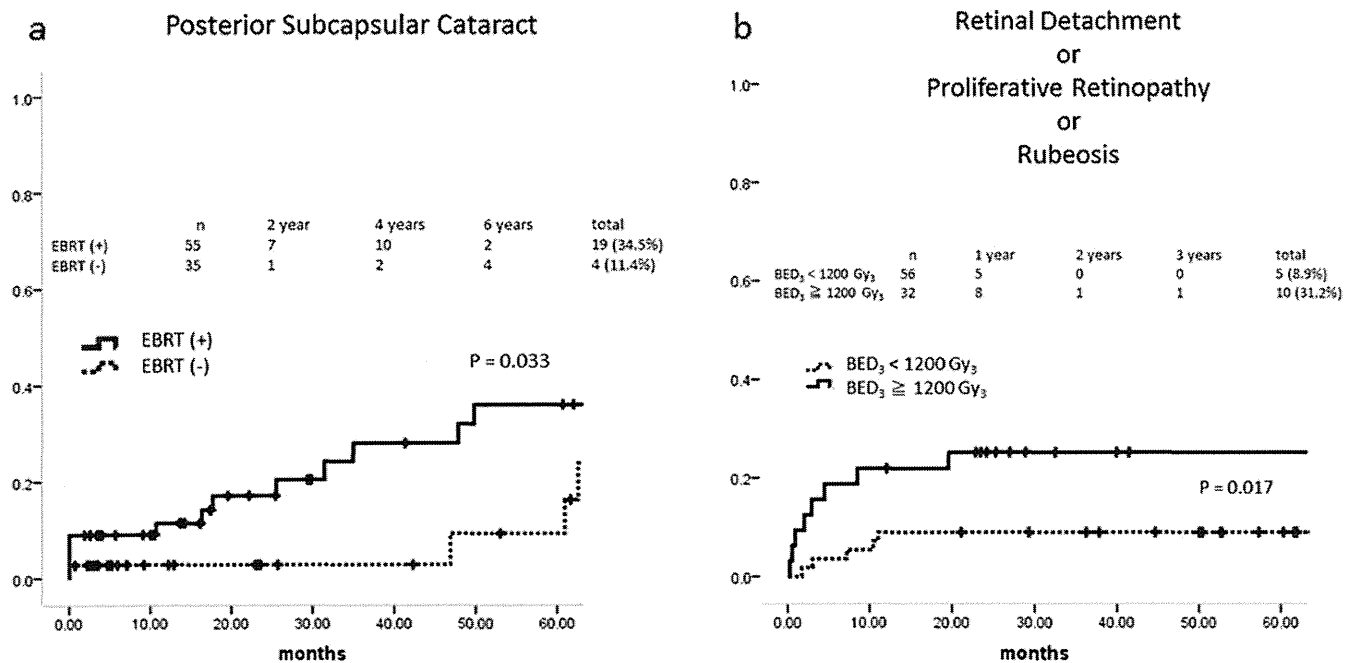 a
Posterior Subcapsular Cataract
1.0
0.8
n 2 year 4 years 6 years total
EBRT (+) 55 7 10 2 19 (34.5%)
EBRT (-) 35 1 2 4 4 (11.4%)
0.6
EBRT (+)
EBRT (-)
P = 0.033
0.4
0.2
0.0
0.00 10.00 20.00 30.00 40.00 50.00 60.00
months
b
Retinal Detachment
or
Proliferative Retinopathy
or
Rubeosis
1.0
0.8
n 1 year 2 years 3 years total
BED₃ < 1200 Gy₃ 56 5 0 0 5 (8.9%)
0.6
BED₃ ≧ 1200 Gy₃ 32 8 1 1 10 (31.2%)
BED₃ < 1200 Gy₃
0.4
BED₃ ≧ 1200 Gy₃
0.2
P = 0.017
0.0
0.00 10.00 20.00 30.00 40.00 50.00 60.00
months